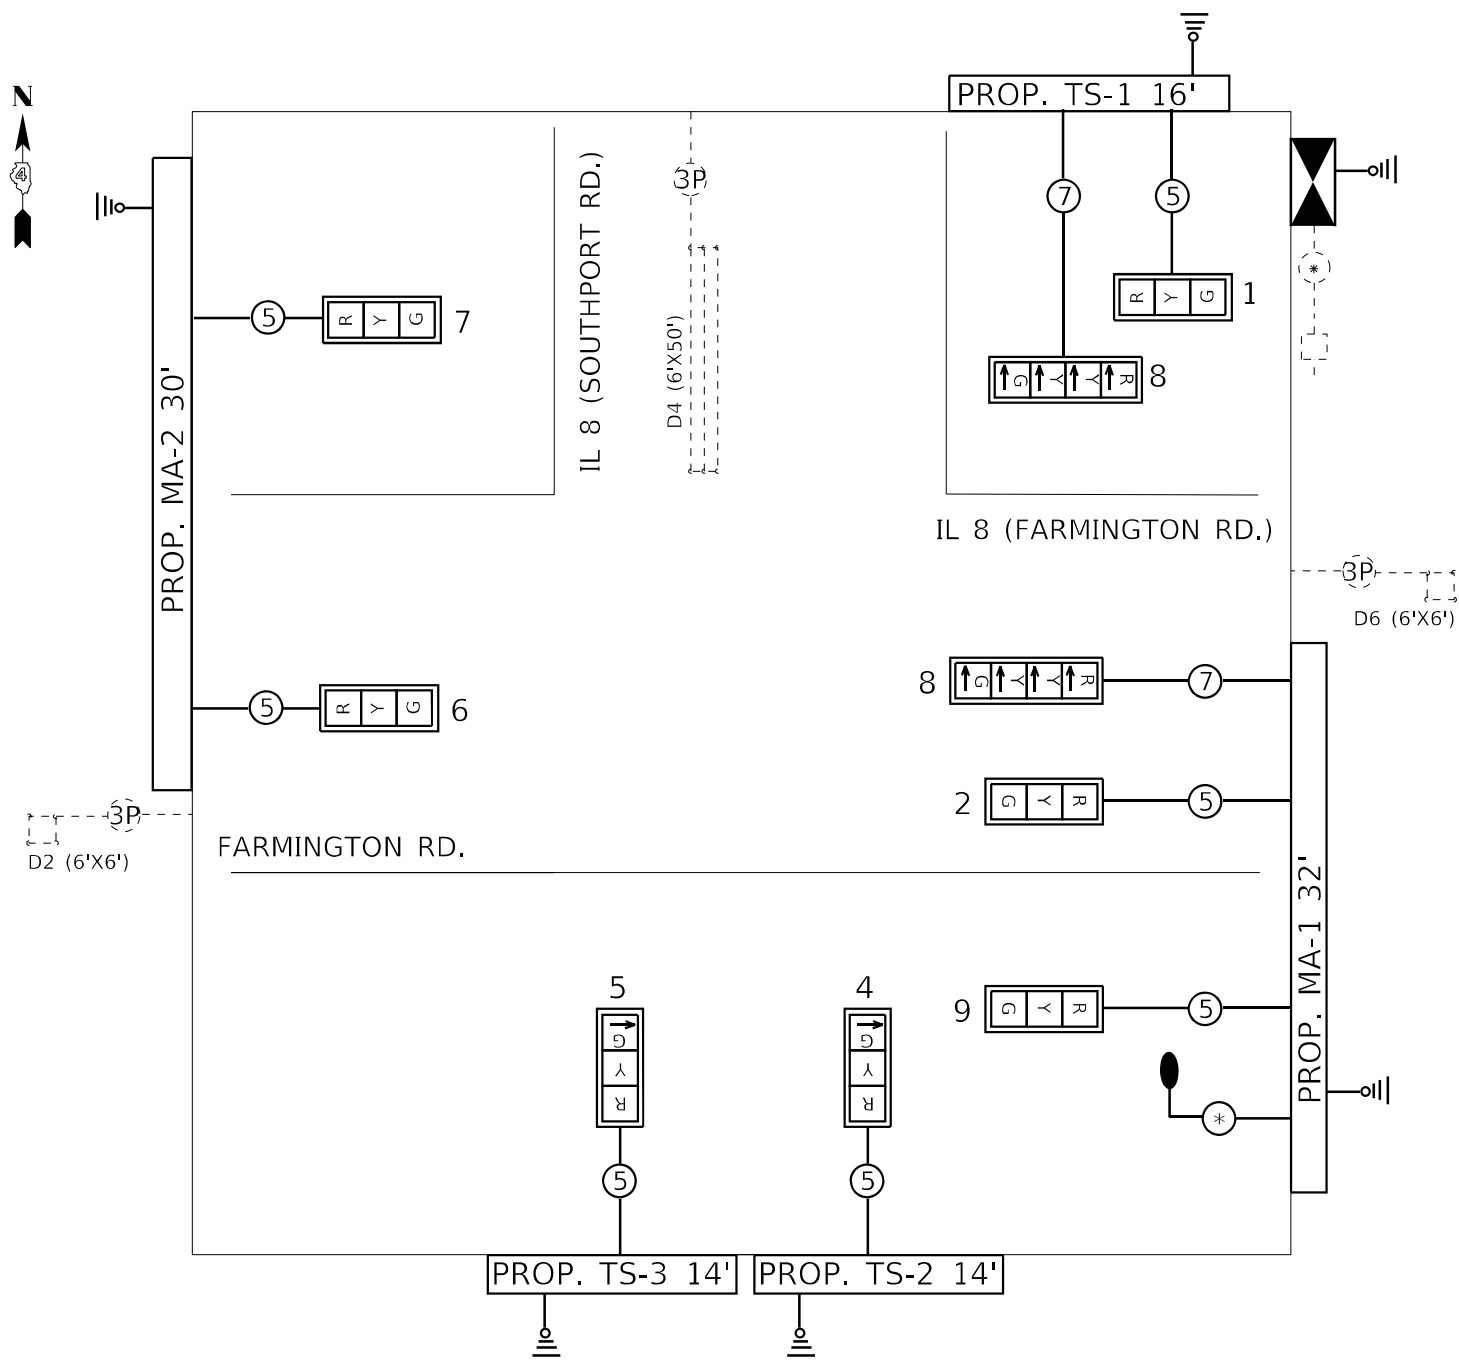 N
4
PROP. TS-1 16'
3P
IL 8 (SOUTHPORT RD.)
D4 (6'X50')
7
5
R Y G 1
G Y Y R 8
*
PROP. MA-2 30'
5
R Y G 7
IL 8 (FARMINGTON RD.)
3P
D6 (6'X6')
5
R Y G 6
8 G Y Y R
7
2 G Y R
5
3P
D2 (6'X6')
FARMINGTON RD.
PROP. MA-1 32'
9 G Y R
5
*
5
G
Y
R
5
4
G
Y
R
5
PROP. TS-3 14'
PROP. TS-2 14'